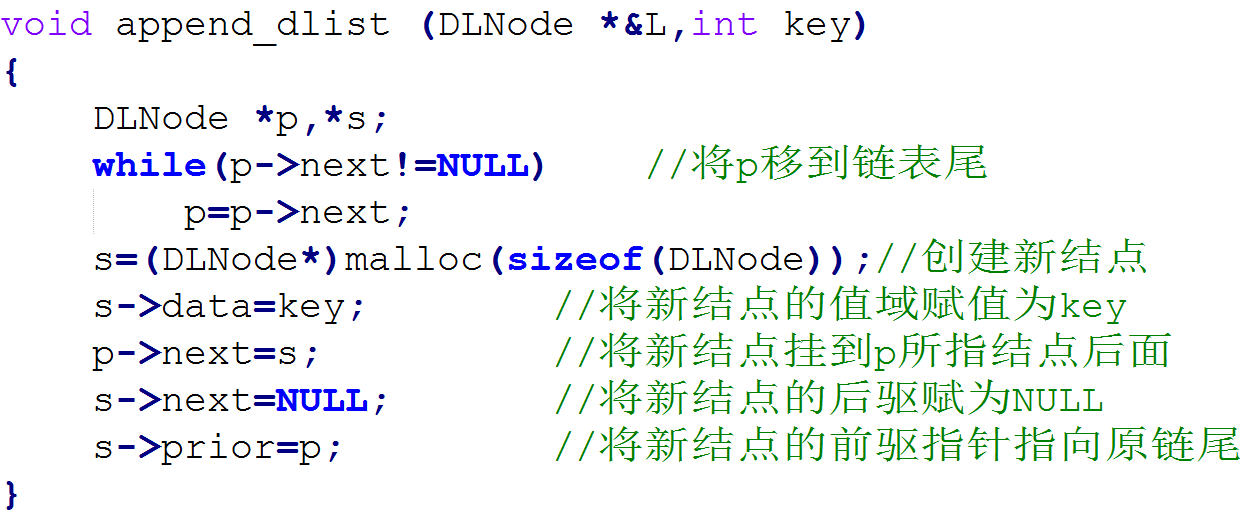 void append_dlist (DLNode *&L,int key)
{
DLNode *p,*s;
while(p->next!=NULL) //将p移到链表尾
p=p->next;
s=(DLNode*)malloc(sizeof(DLNode));//创建新结点
s->data=key; //将新结点的值域赋值为key
p->next=s; //将新结点挂到p所指结点后面
s->next=NULL; //将新结点的后驱赋为NULL
s->prior=p; //将新结点的前驱指针指向原链尾
}